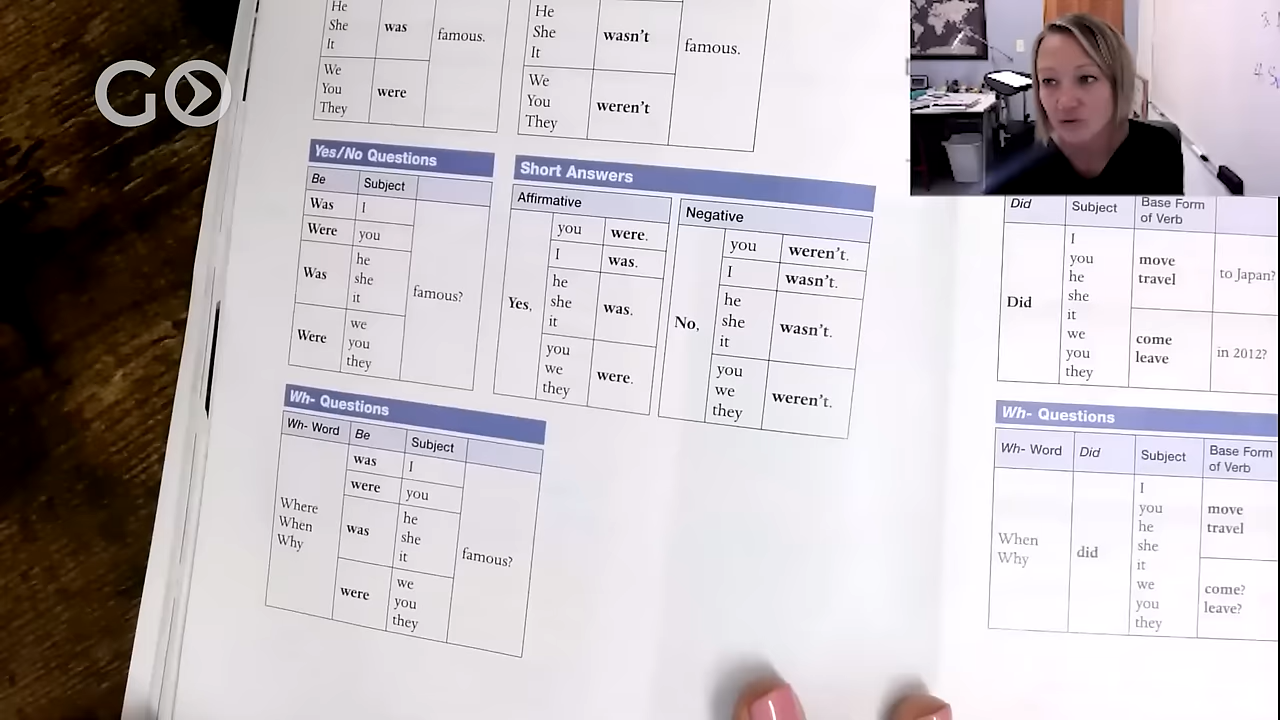 GO
He
She
It
was
famous.
We
You
They
were
He
She
It
wasn't
famous.
We
You
They
weren't
Yes/No Questions
Be Subject
Was I
Were you
Was
he
she
it
famous?
Were
we
you
they
Short Answers
Affirmative
Yes,
you were.
I was.
he
she
it
was.
you
we
they
were.
Negative
No,
you weren't.
I wasn't.
he
she
it
wasn't.
you
we
they
weren't.
Wh- Questions
Wh- Word Be Subject
Where
When
Why
was I
were you
was
he
she
it
famous?
were
we
you
they
Did Subject Base Form
of Verb
Did
I
you
he
she
it
we
you
they
move
travel
to Japan?
come
leave
in 2012?
Wh- Questions
Wh- Word Did Subject Base Form
of Verb
When
Why
did
I
you
he
she
it
we
you
they
move
travel
come?
leave?